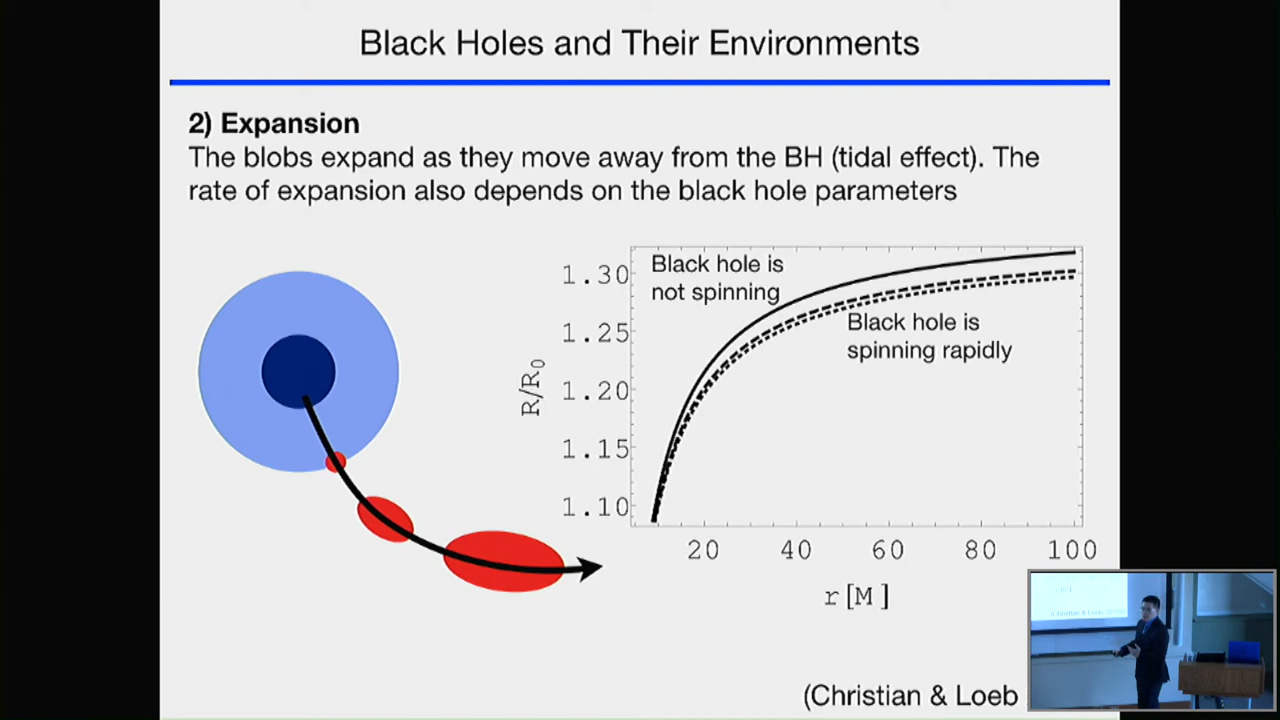 Black Holes and Their Environments
2) Expansion
The blobs expand as they move away from the BH (tidal effect). The
rate of expansion also depends on the black hole parameters
Black hole is
not spinning
Black hole is
spinning rapidly
R/R0
1.30
1.25
1.20
1.15
1.10
20 40 60 80 100
r[M]
(Christian & Loeb